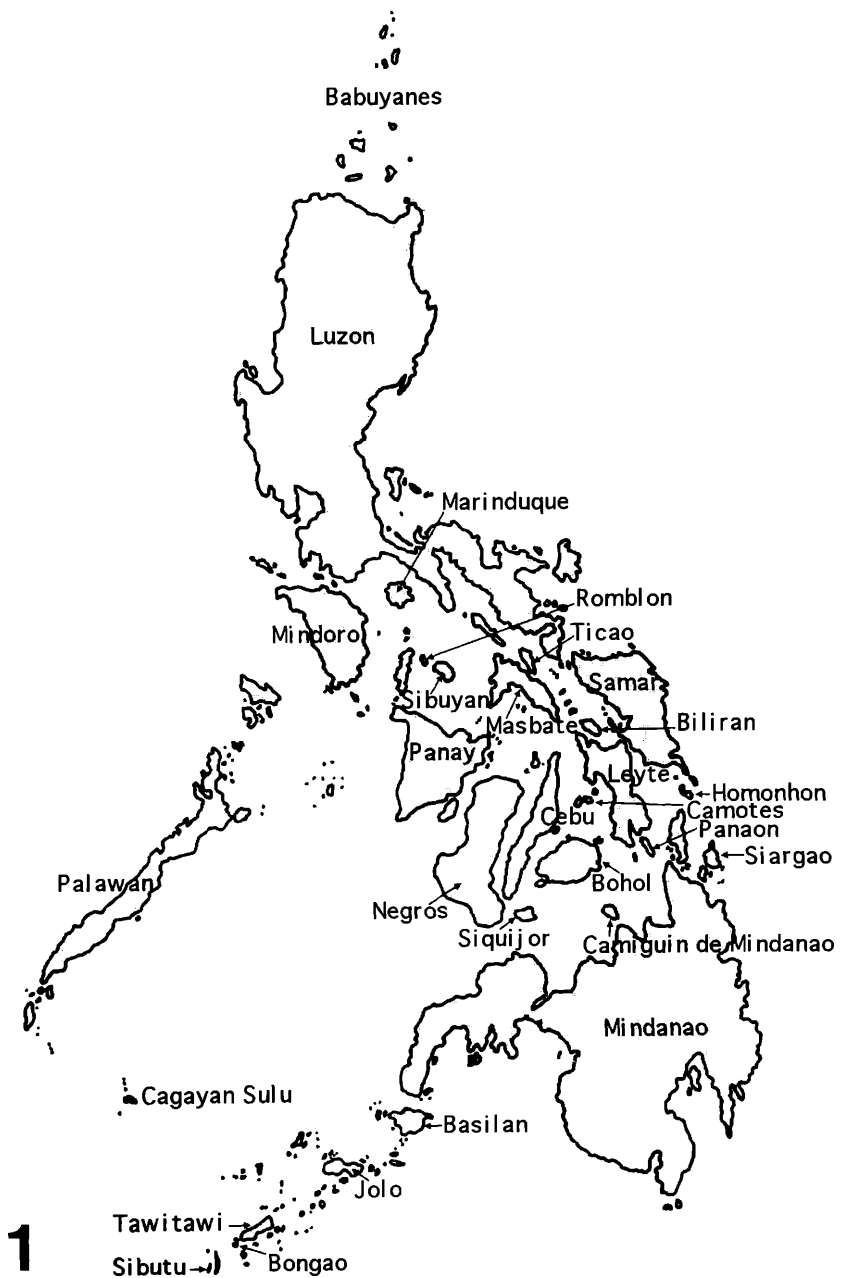 Babuyanes
Luzon
Marinduque
Romblon
Ticao
Mindoro
Samar
Sibuyan
Masbate
Biliran
Panay
Leyte
Homonhon
Camotes
Cebu
Panaon
Siargao
Palawan
Bohol
Negros
Siquijor
Camiguin de Mindanao
Mindanao
Cagayan Sulu
Basilan
Jolo
Tawitawi
Bongao
Sibutu
1